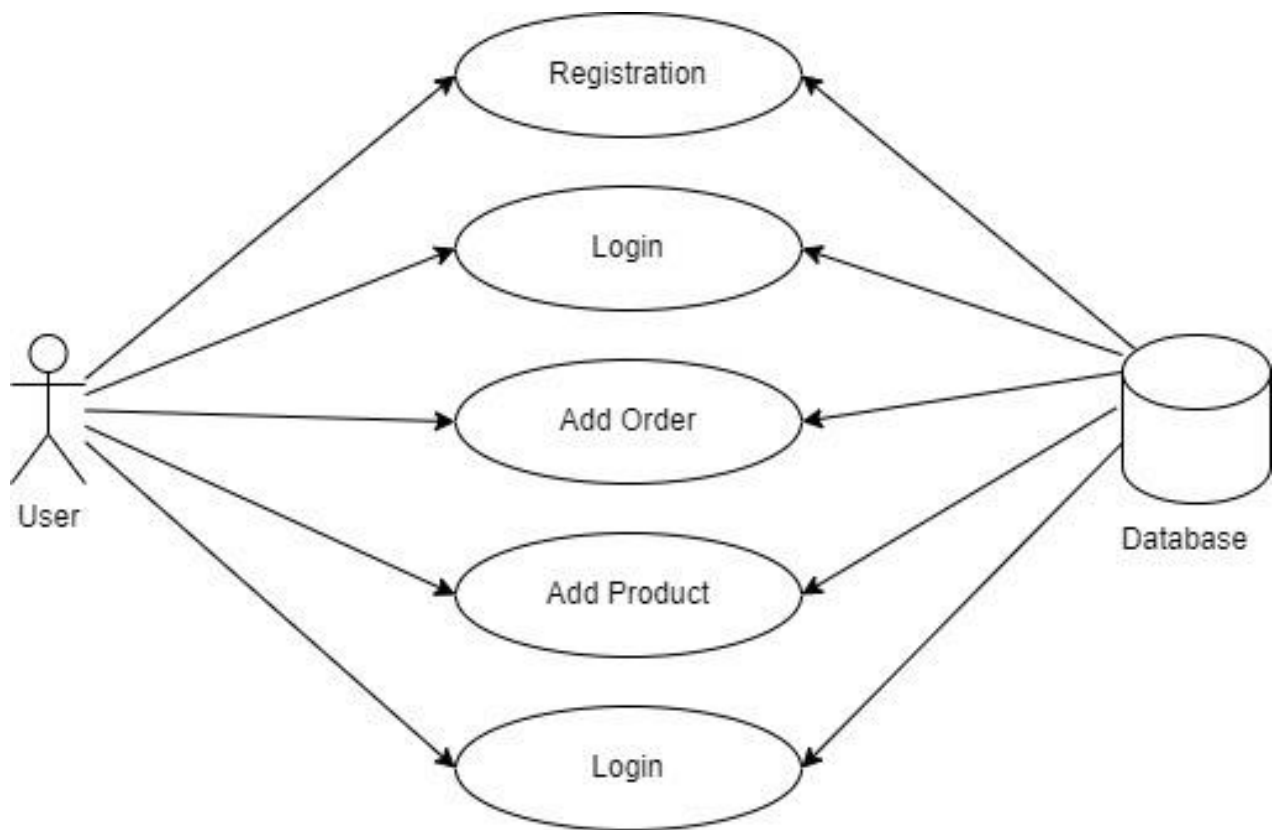 Registration
Login
Add Order
User
Database
Add Product
Login